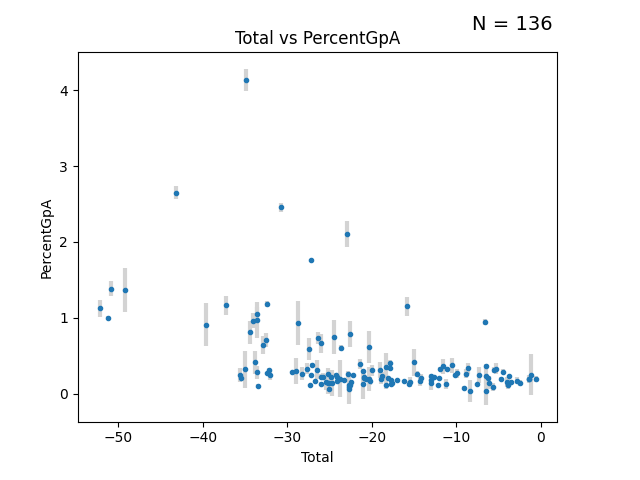 N = 136
Total vs PercentGpA
PercentGpA
4
3
2
1
0
−50 −40 −30 −20 −10 0
Total